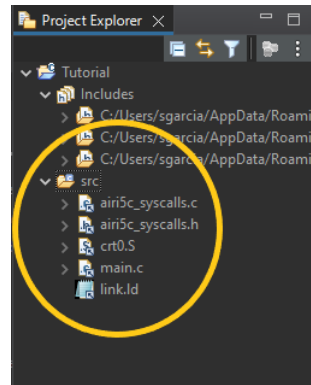 Project Explorer
Tutorial
Includes
C:/Users/sgarcia/AppData/Roami
C:/Users/sgarcia/AppData/Roami
C:/Users/sgarcia/AppData/Roami
src
airi5c_syscalls.c
airi5c_syscalls.h
crt0.S
main.c
link.ld